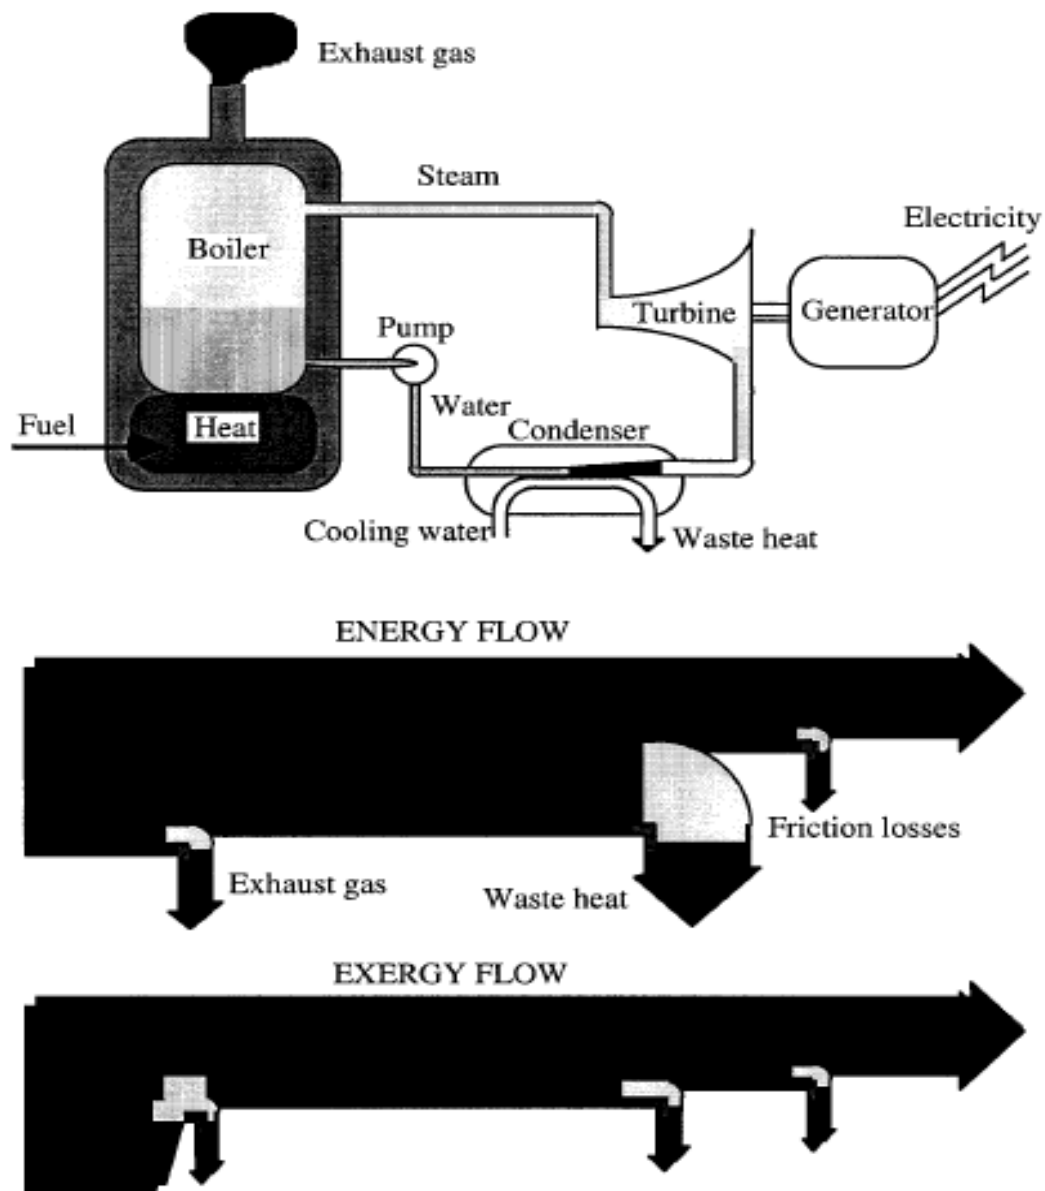 Exhaust gas
Steam
Electricity
Boiler
Turbine
Generator
Pump
Water
Fuel
Heat
Condenser
Cooling water
Waste heat
ENERGY FLOW
Friction losses
Exhaust gas
Waste heat
EXERGY FLOW